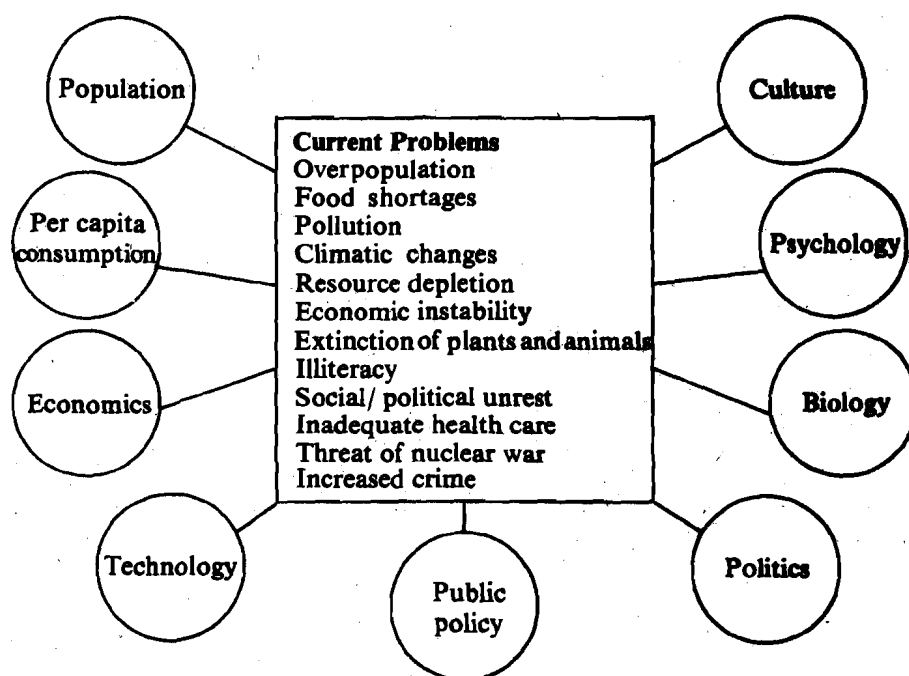 Population
Per capita
consumption
Economics
Technology
Current Problems
Overpopulation
Food shortages
Pollution
Climatic changes
Resource depletion
Economic instability
Extinction of plants and animals
Illiteracy
Social/ political unrest
Inadequate health care
Threat of nuclear war
Increased crime
Public
policy
Culture
Psychology
Biology
Politics